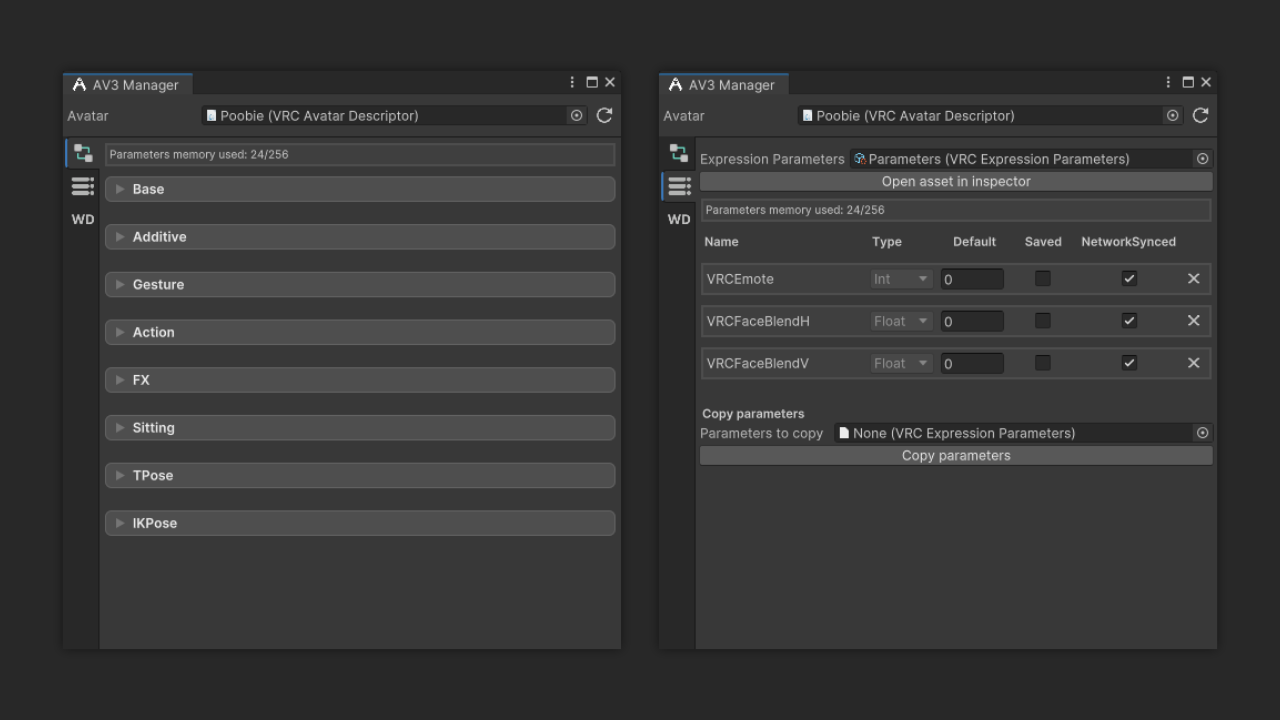 AV3 Manager
Avatar Poobie (VRC Avatar Descriptor)
Parameters memory used: 24/256
WD
Base
Additive
Gesture
Action
FX
Sitting
TPose
IKPose
AV3 Manager
Avatar Poobie (VRC Avatar Descriptor)
WD
Expression Parameters Parameters (VRC Expression Parameters)
Open asset in inspector
Parameters memory used: 24/256
Name Type Default Saved NetworkSynced
VRCEmote Int 0
VRCFaceBlendH Float 0
VRCFaceBlendV Float 0
Copy parameters
Parameters to copy None (VRC Expression Parameters)
Copy parameters